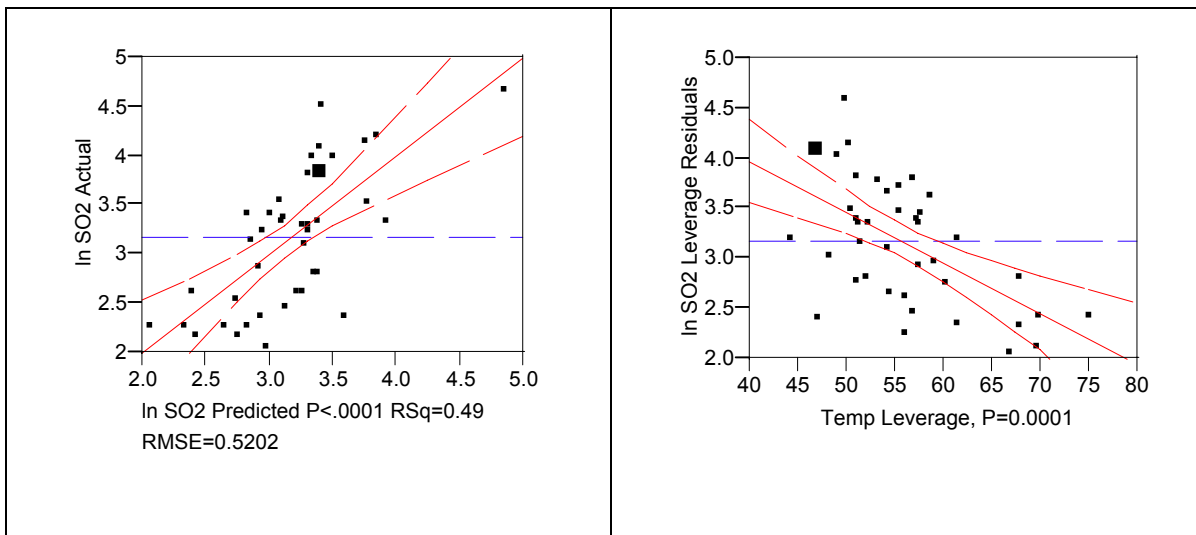 5
4.5
4
3.5
3
2.5
2
ln SO2 Actual
2.0 2.5 3.0 3.5 4.0 4.5 5.0
ln SO2 Predicted P<.0001 RSq=0.49
RMSE=0.5202
5.0
4.5
4.0
3.5
3.0
2.5
2.0
ln SO2 Leverage Residuals
40 45 50 55 60 65 70 75 80
Temp Leverage, P=0.0001